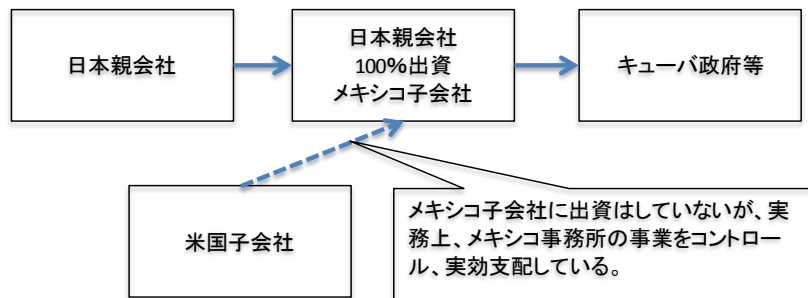 日本親会社
日本親会社
100%出資
メキシコ子会社
キューバ政府等
米国子会社
メキシコ子会社に出資はしていないが、実
務上、メキシコ事務所の事業をコントロー
ル、実効支配している。